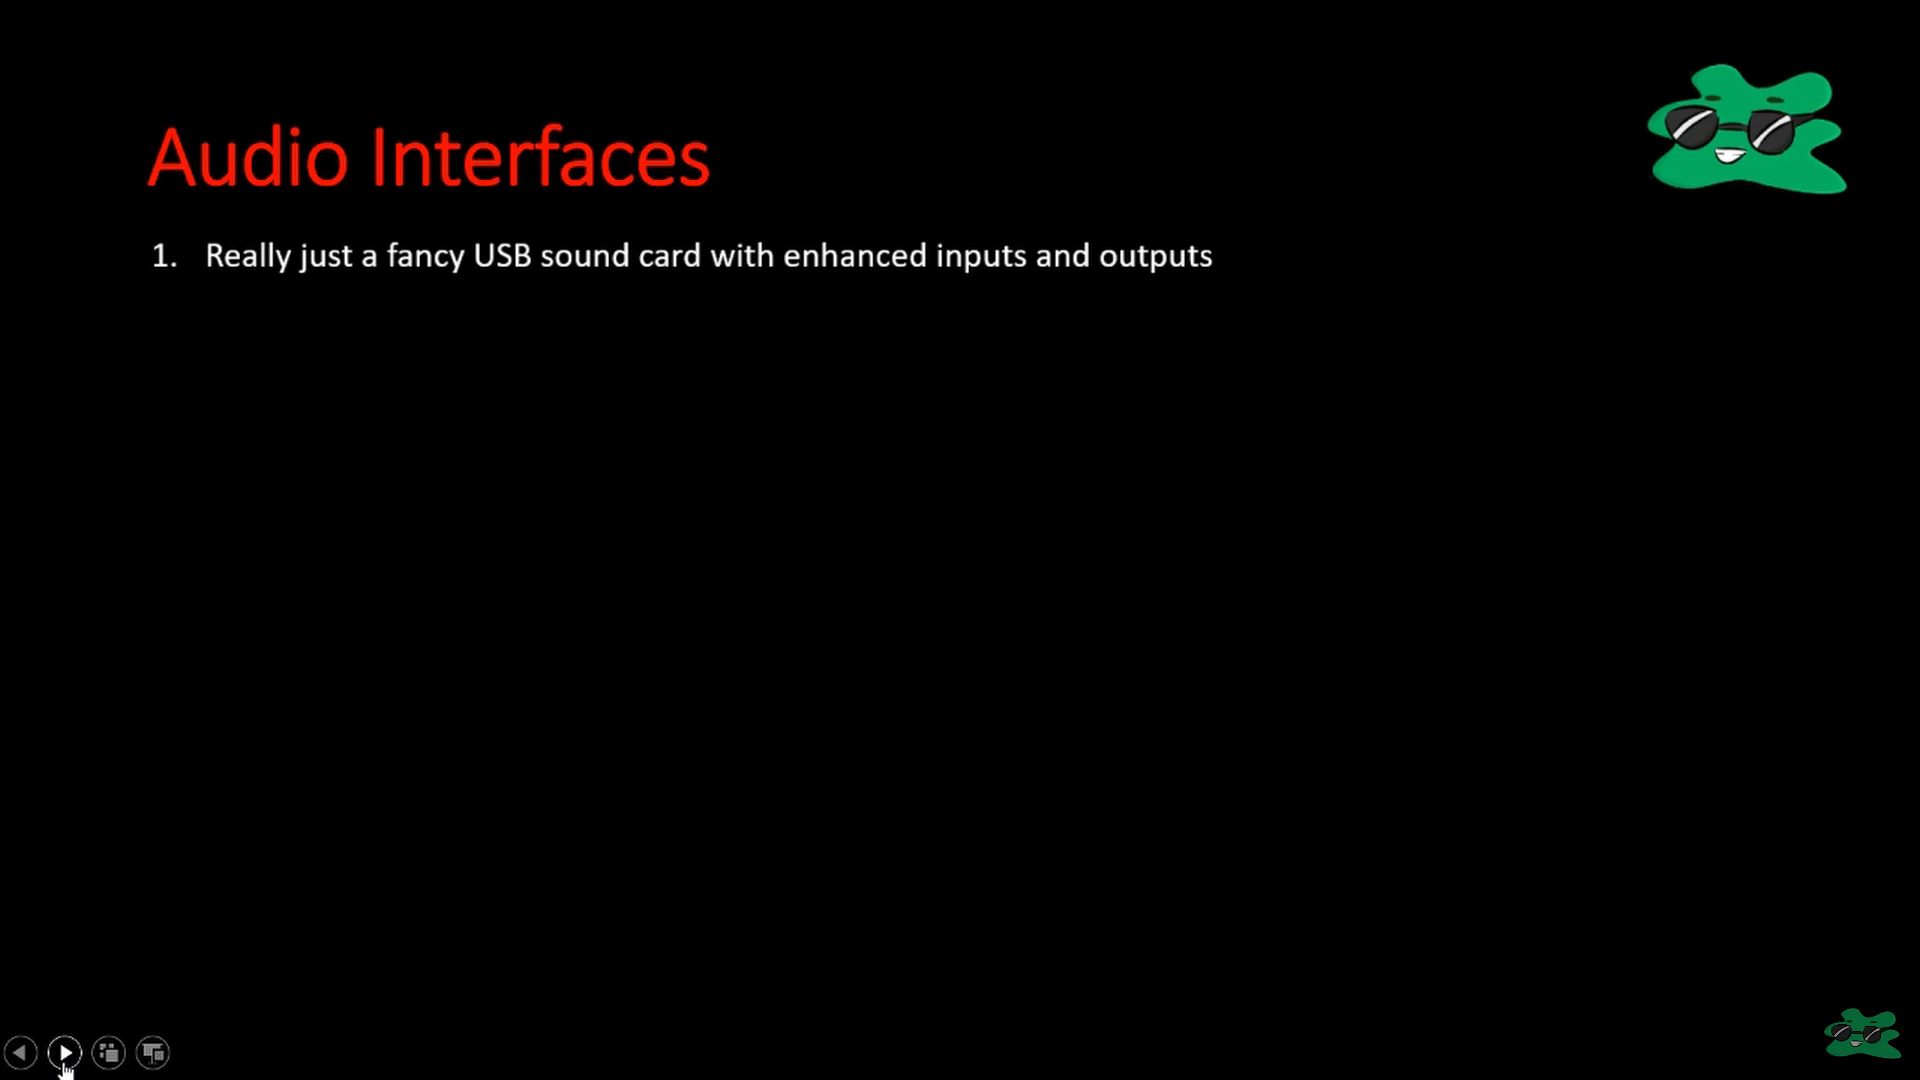 Audio Interfaces
1. Really just a fancy USB sound card with enhanced inputs and outputs